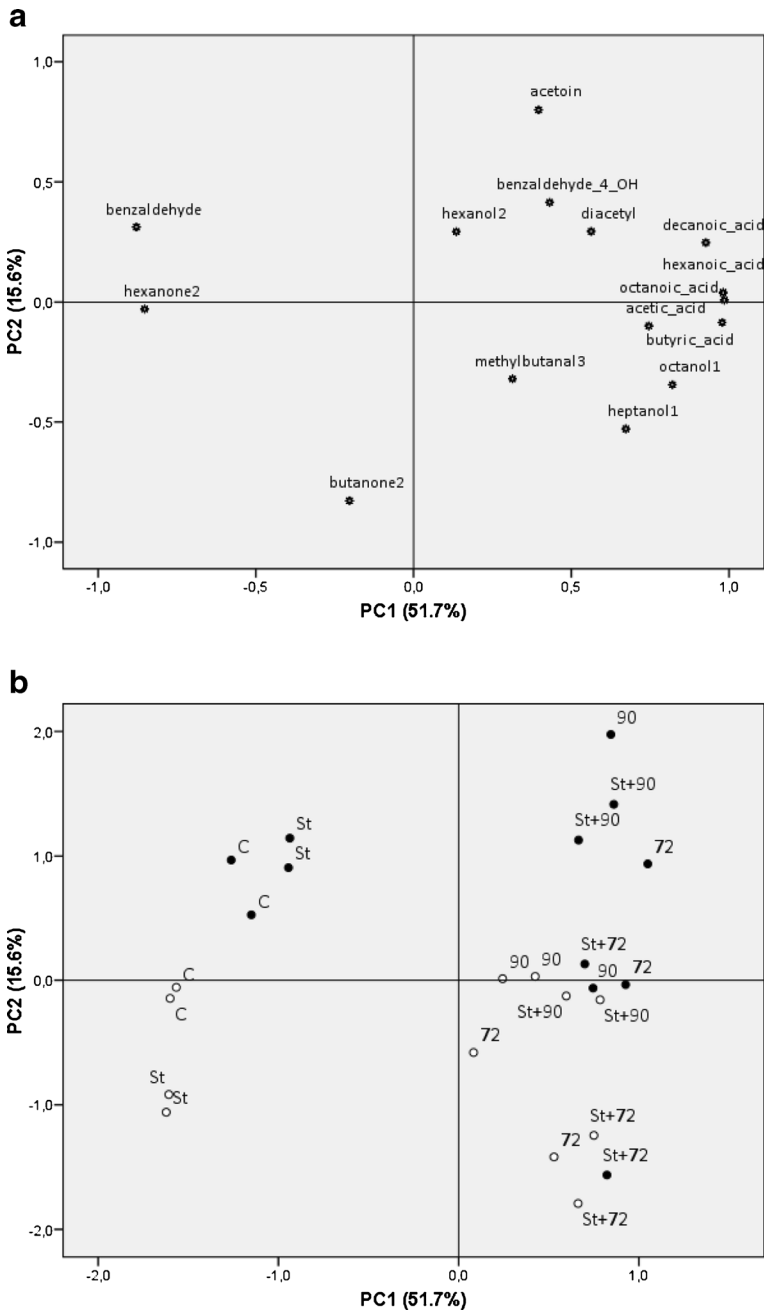 a
1,0
acetoin
0,5
benzaldehyde_4_OH
benzaldehyde
hexanol2
diacetyl
decanoic_acid
hexanoic_acid
hexanone2
octanoic_acid
0,0
acetic_acid
butyric_acid
methylbutanal3
octanol1
heptanol1
-0,5
butanone2
-1,0
-1,0 -0,5 0,0 0,5 1,0
PC2 (15.6%)
PC1 (51.7%)
b
90
2,0
St+90
St+90
St
C
72
St
1,0
C
St+72
90 90 90 72
C
0,0
St+90 St+90
C
72
St
St
-1,0
St+72
72
St+72
St+72
-2,0
-2,0 -1,0 0,0 1,0
PC2 (15.6%)
PC1 (51.7%)